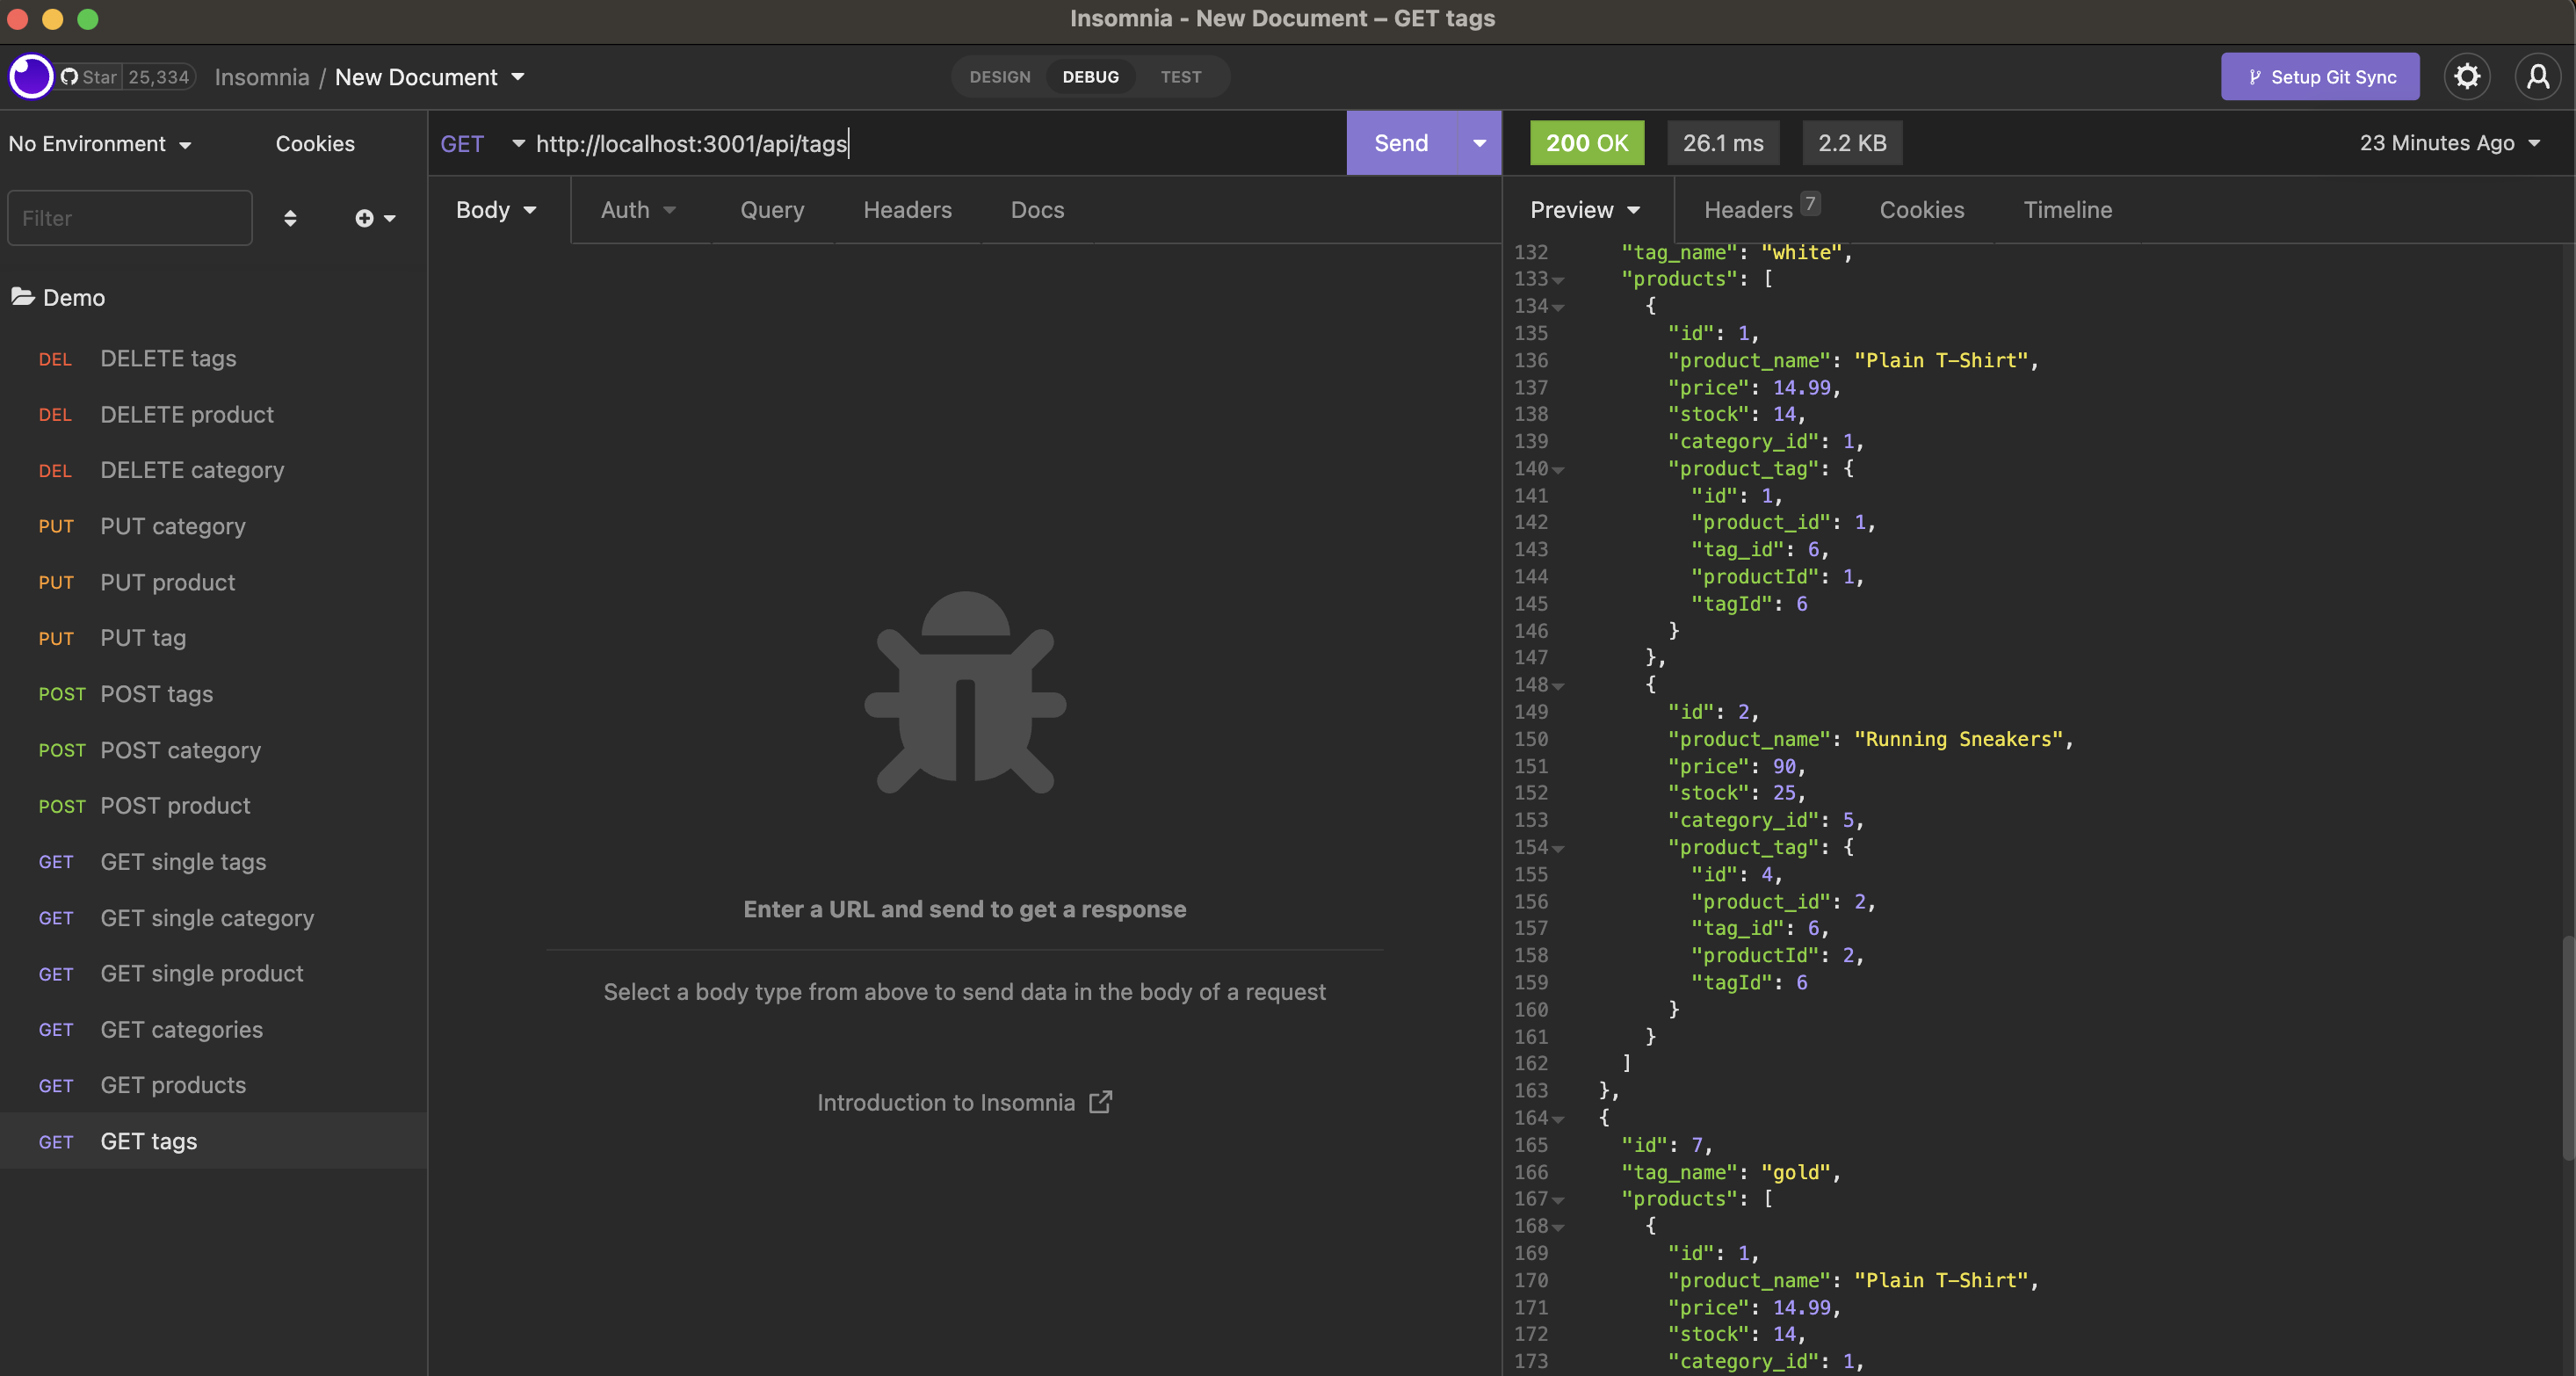 Insomnia - New Document – GET tags
Star 25,334
Insomnia / New Document
DESIGN DEBUG TEST
Setup Git Sync
No Environment Cookies
Filter
Demo
DEL DELETE tags
DEL DELETE product
DEL DELETE category
PUT PUT category
PUT PUT product
PUT PUT tag
POST POST tags
POST POST category
POST POST product
GET GET single tags
GET GET single category
GET GET single product
GET GET categories
GET GET products
GET GET tags
GET http://localhost:3001/api/tags Send
Body Auth Query Headers Docs
Enter a URL and send to get a response
Select a body type from above to send data in the body of a request
Introduction to Insomnia
200 OK 26.1 ms 2.2 KB 23 Minutes Ago
Preview Headers 7 Cookies Timeline
132 "tag_name": "white",
133 "products": [
134 {
135 "id": 1,
136 "product_name": "Plain T-Shirt",
137 "price": 14.99,
138 "stock": 14,
139 "category_id": 1,
140 "product_tag": {
141 "id": 1,
142 "product_id": 1,
143 "tag_id": 6,
144 "productId": 1,
145 "tagId": 6
146 }
147 },
148 {
149 "id": 2,
150 "product_name": "Running Sneakers",
151 "price": 90,
152 "stock": 25,
153 "category_id": 5,
154 "product_tag": {
155 "id": 4,
156 "product_id": 2,
157 "tag_id": 6,
158 "productId": 2,
159 "tagId": 6
160 }
161 }
162 ]
163 },
164 {
165 "id": 7,
166 "tag_name": "gold",
167 "products": [
168 {
169 "id": 1,
170 "product_name": "Plain T-Shirt",
171 "price": 14.99,
172 "stock": 14,
173 "category_id": 1,